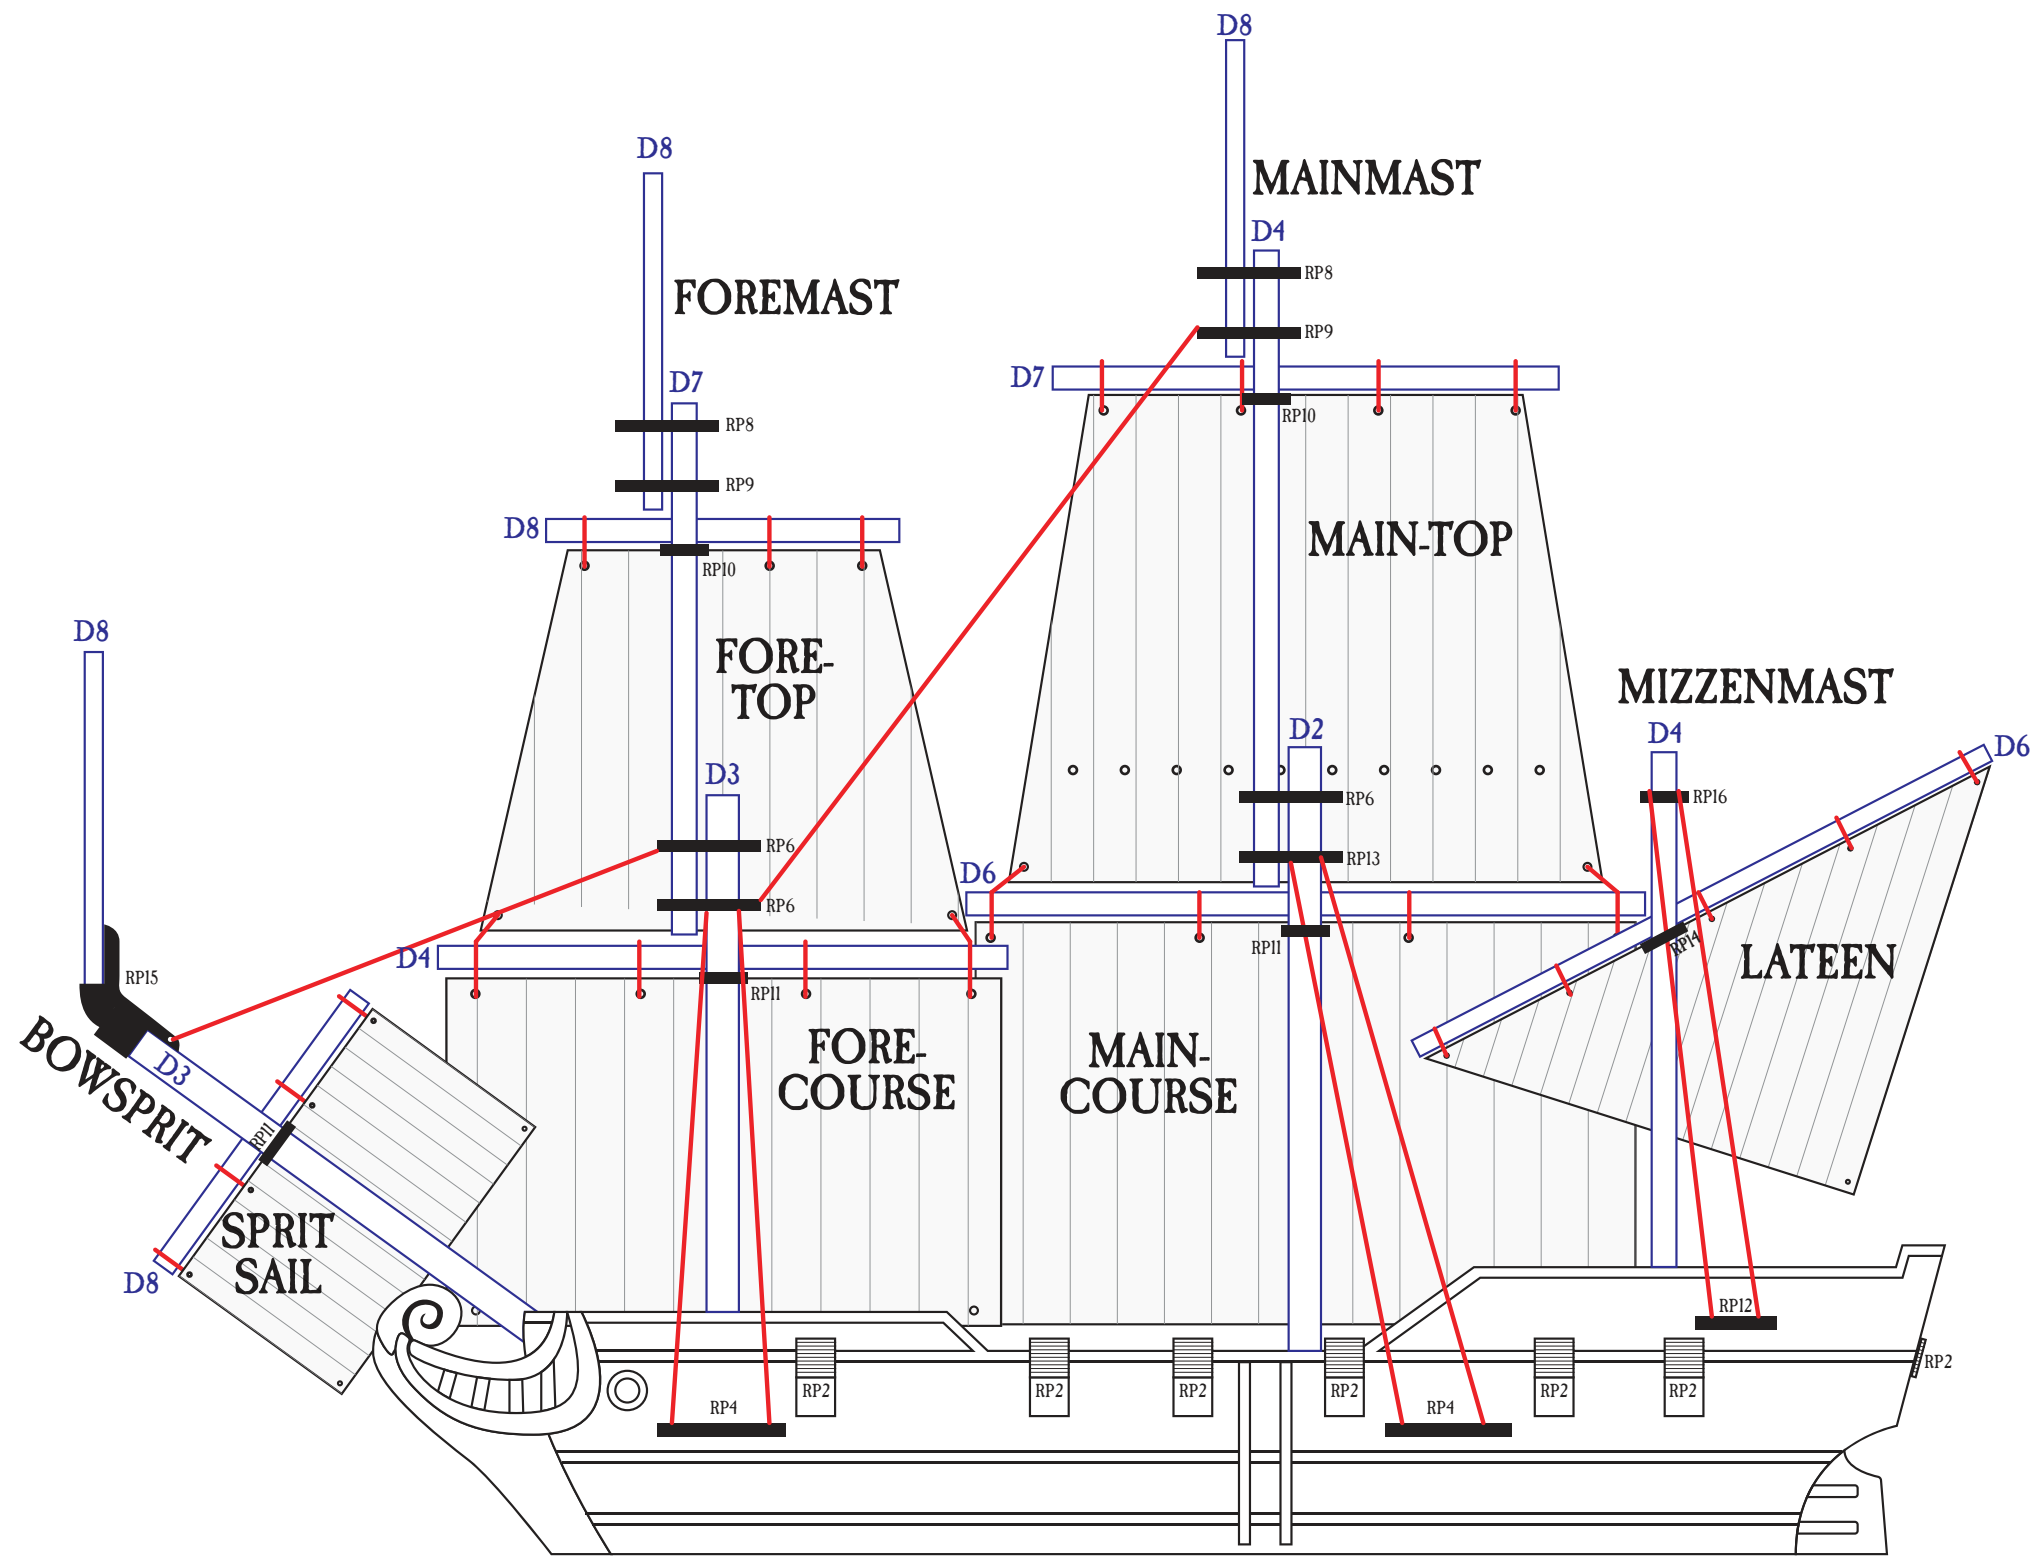 D8
D8
MAINMAST
D4
RP8
FOREMAST
RP9
D7
D7
RP10
RP8
RP9
D8
RP10
MAIN-TOP
D8
FORE-
TOP
MIZZENMAST
D2
D4
D6
D3
RP6
RP16
RP6
RP13
D6
RP6
RP11
RP14
LATEEN
D4
RP15
RP11
BOWSPRIT
D3
FORE-
COURSE
MAIN-
COURSE
RP11
SPRIT
SAIL
D8
RP12
RP2
RP2
RP2
RP2
RP2
RP2
RP2
RP4
RP4